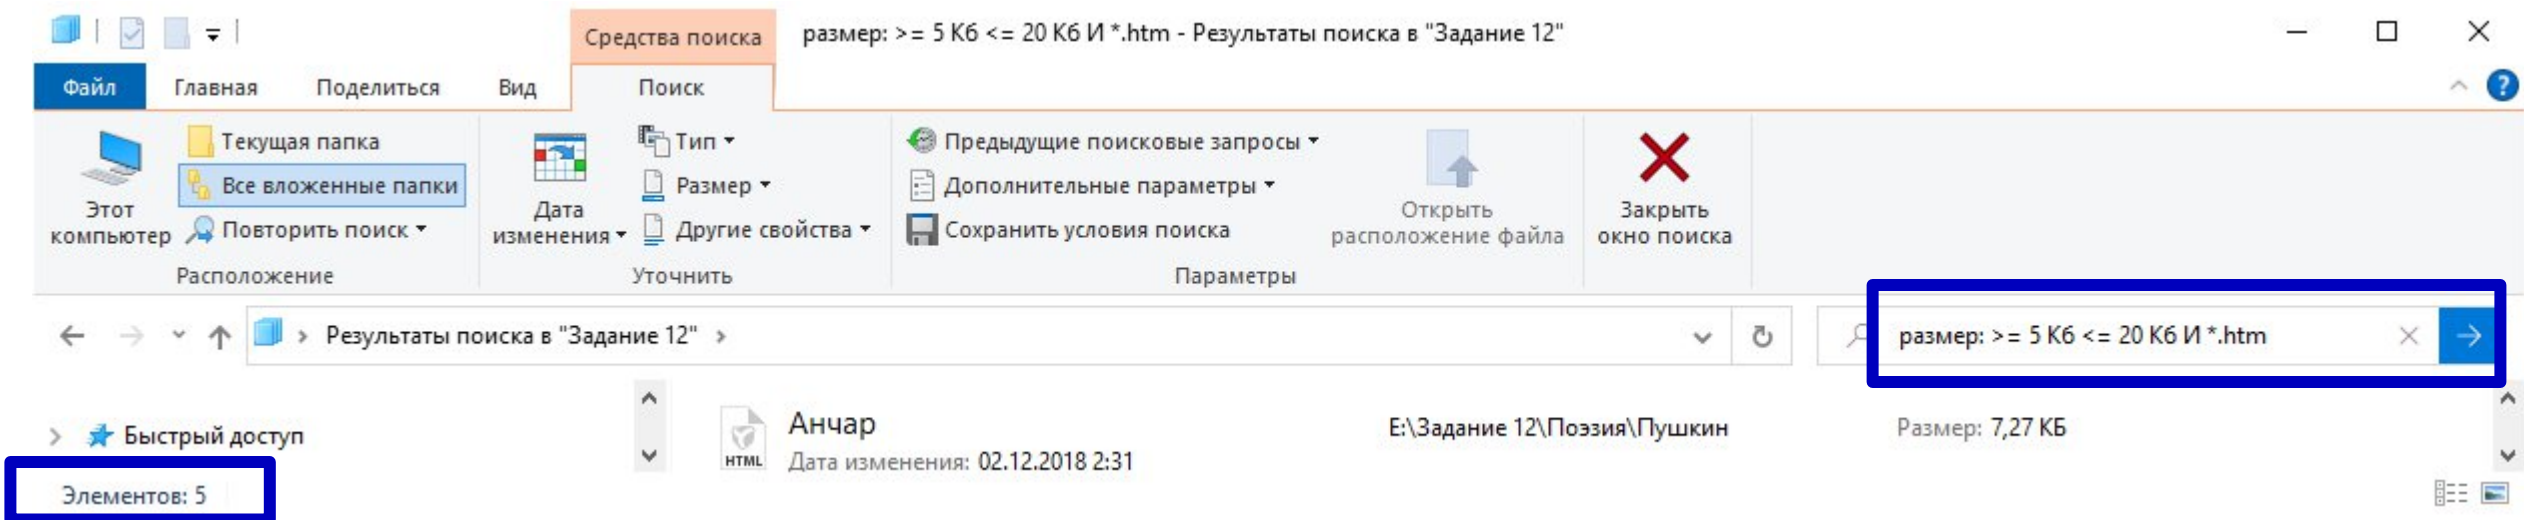 Средства поиска
размер: >= 5 Кб <= 20 Кб И *.htm - Результаты поиска в "Задание 12"
Файл
Главная
Поделиться
Вид
Поиск
Этот
компьютер
Текущая папка
Все вложенные папки
Повторить поиск
Расположение
Дата
изменения
Тип
Размер
Другие свойства
Уточнить
Предыдущие поисковые запросы
Дополнительные параметры
Сохранить условия поиска
Открыть
расположение файла
Параметры
Закрыть
окно поиска
Результаты поиска в "Задание 12"
размер: >= 5 Кб <= 20 Кб И *.htm
Быстрый доступ
HTML
Анчар
Дата изменения: 02.12.2018 2:31
E:\Задание 12\Поэзия\Пушкин
Размер: 7,27 КБ
Элементов: 5